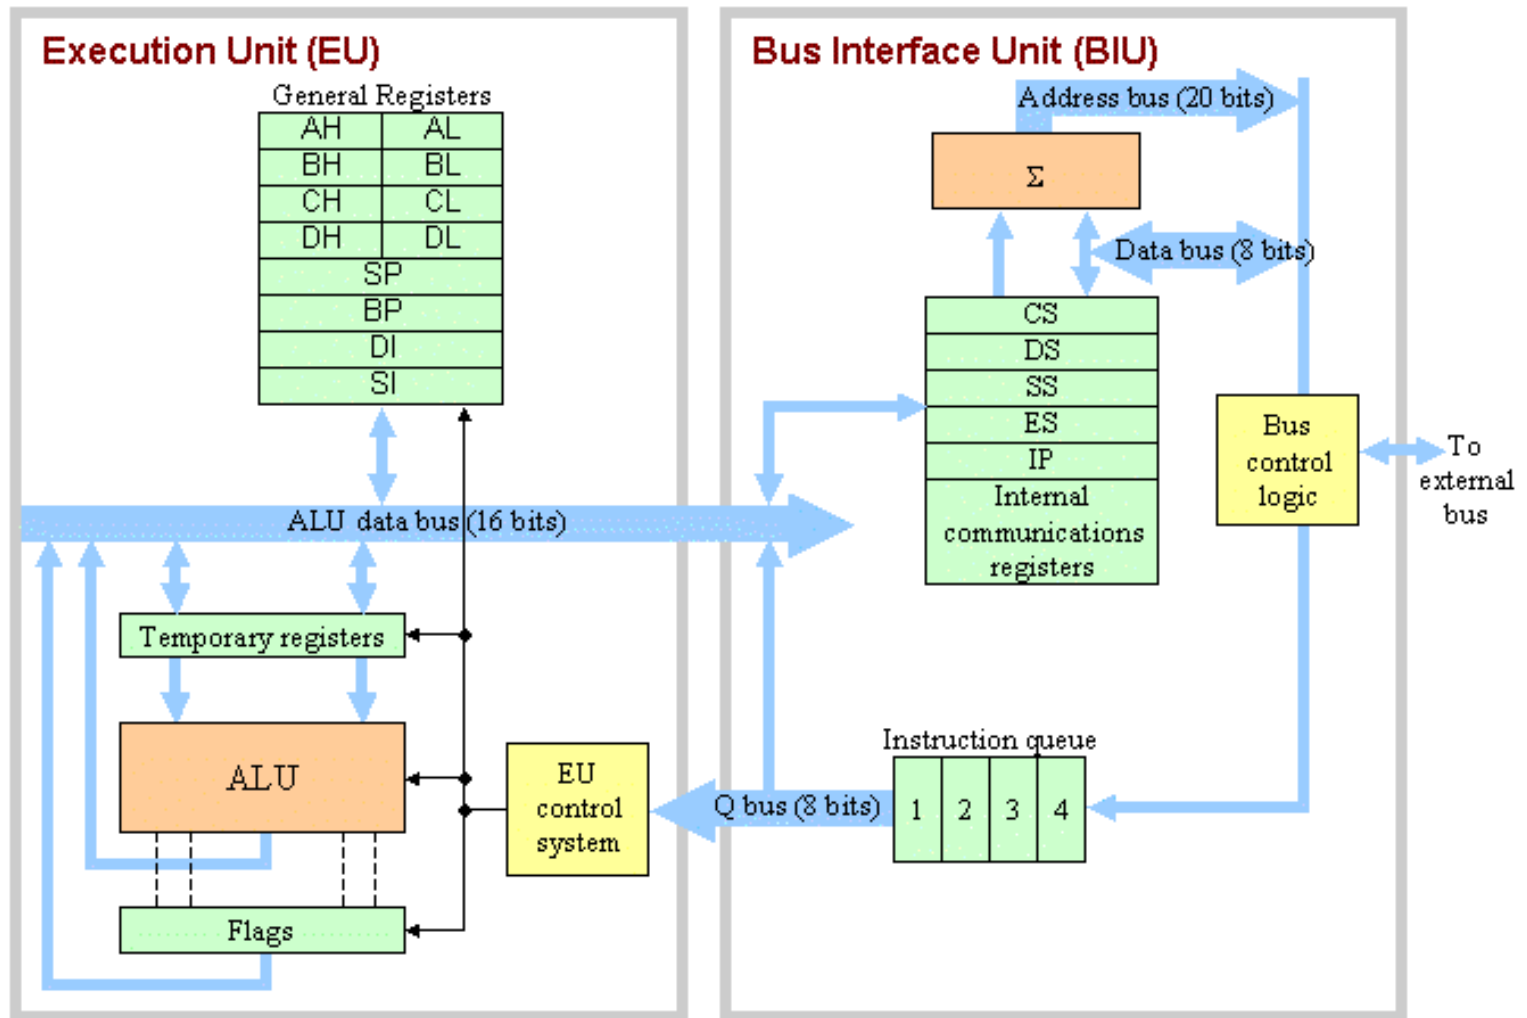 Execution Unit (EU)
General Registers
AH AL
BH BL
CH CL
DH DL
SP
BP
DI
SI
ALU data bus (16 bits)
Temporary registers
ALU
Flags
EU
control
system
Bus Interface Unit (BIU)
Address bus (20 bits)
Σ
Data bus (8 bits)
CS
DS
SS
ES
IP
Internal
communications
registers
Bus
control
logic
To
external
bus
Instruction queue
Q bus (8 bits)
1 2 3 4